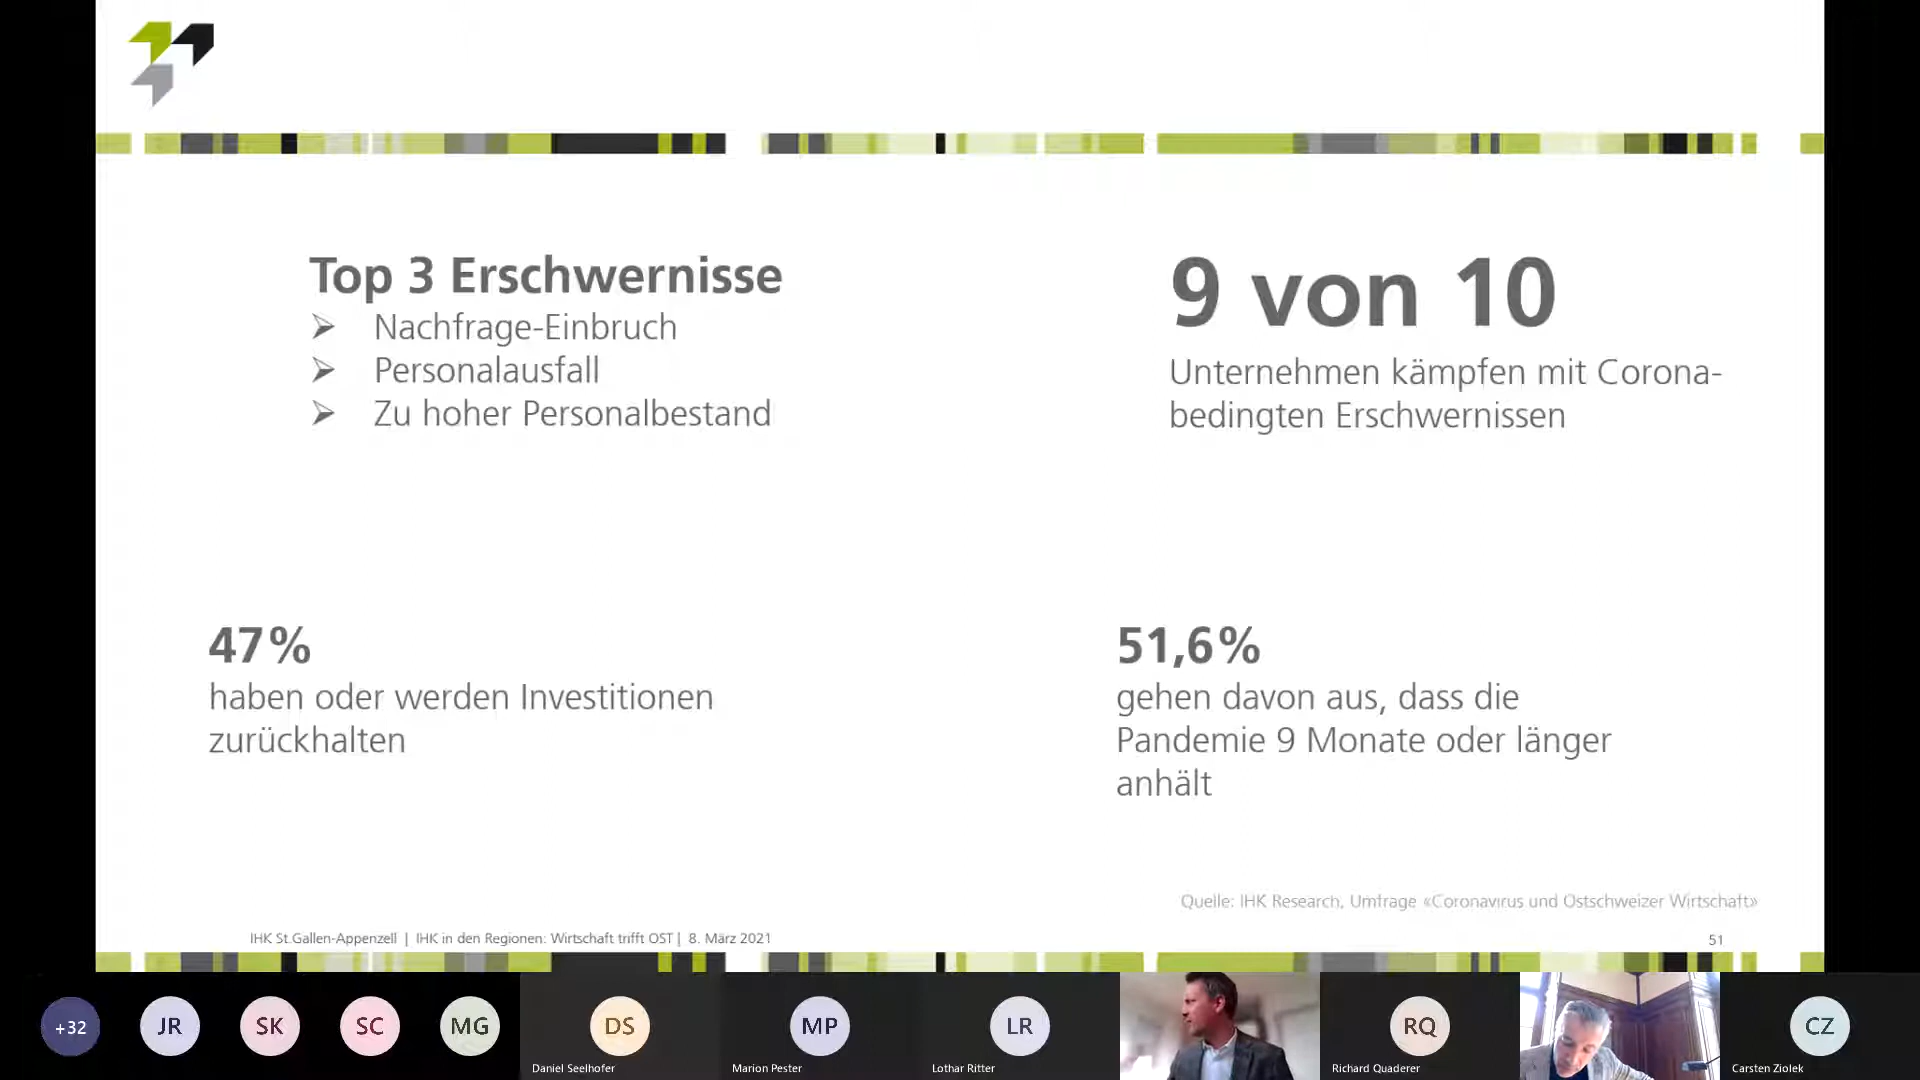 Top 3 Erschwernisse
Nachfrage-Einbruch
Personalausfall
Zu hoher Personalbestand
9 von 10
Unternehmen kämpfen mit Corona-
bedingten Erschwernissen
47%
haben oder werden Investitionen
zurückhalten
51,6%
gehen davon aus, dass die
Pandemie 9 Monate oder länger
anhält
Quelle: IHK Research, Umfrage «Coronavirus und Ostschweizer Wirtschaft»
IHK St.Gallen-Appenzell | IHK in den Regionen: Wirtschaft trifft OST | 8. März 2021
51
+32
JR
SK
SC
MG
DS
Daniel Seelhofer
MP
Marion Pester
LR
Lothar Ritter
RQ
Richard Quaderer
CZ
Carsten Ziolek